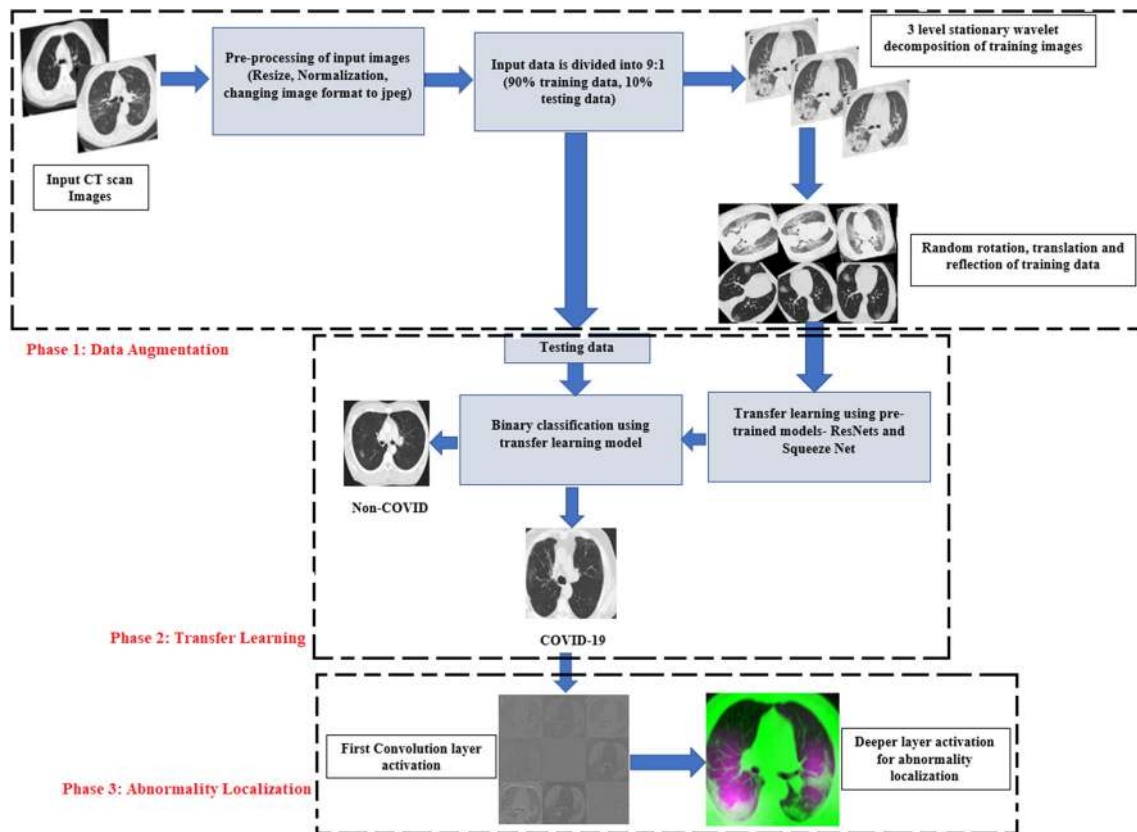 Pre-processing of input images
(Resize, Normalization,
changing image format to jpeg)
Input data is divided into 9:1
(90% training data, 10%
testing data)
3 level stationary wavelet
decomposition of training images
Input CT scan
Images
Random rotation, translation and
reflection of training data
Phase 1: Data Augmentation
Testing data
Binary classification using
transfer learning model
Transfer learning using pre-
trained models- ResNets and
Squeeze Net
Non-COVID
COVID-19
Phase 2: Transfer Learning
First Convolution layer
activation
Deeper layer activation
for abnormality
localization
Phase 3: Abnormality Localization